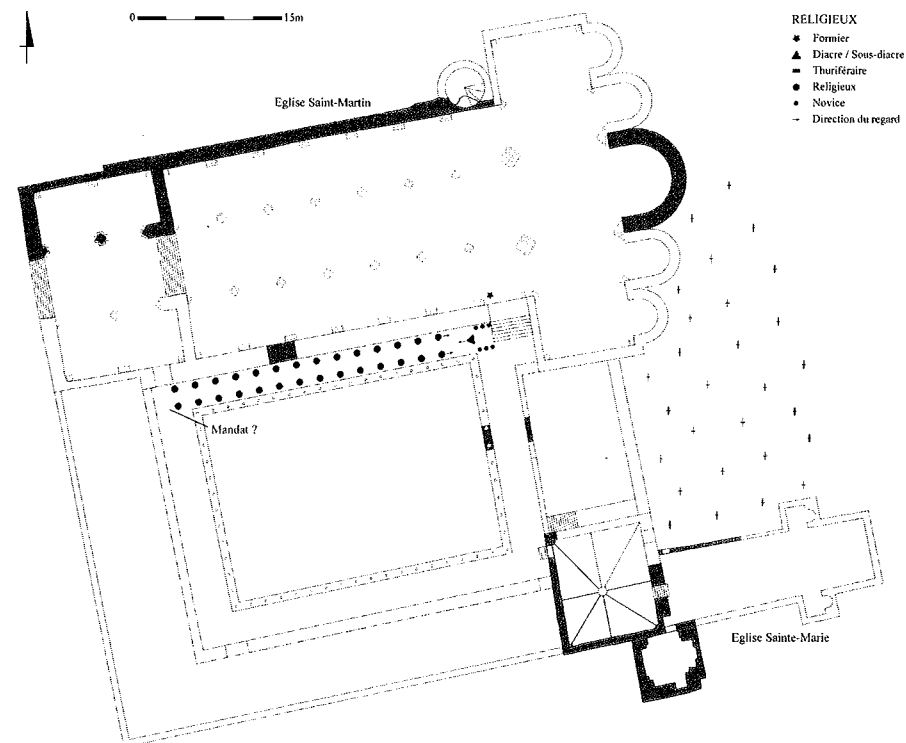 0 15m
RELIGIEUX
Formier
Diacre / Sous-diacre
Thuriféraire
Religieux
Novice
Direction du regard
Eglise Saint-Martin
Mandat ?
Eglise Sainte-Marie